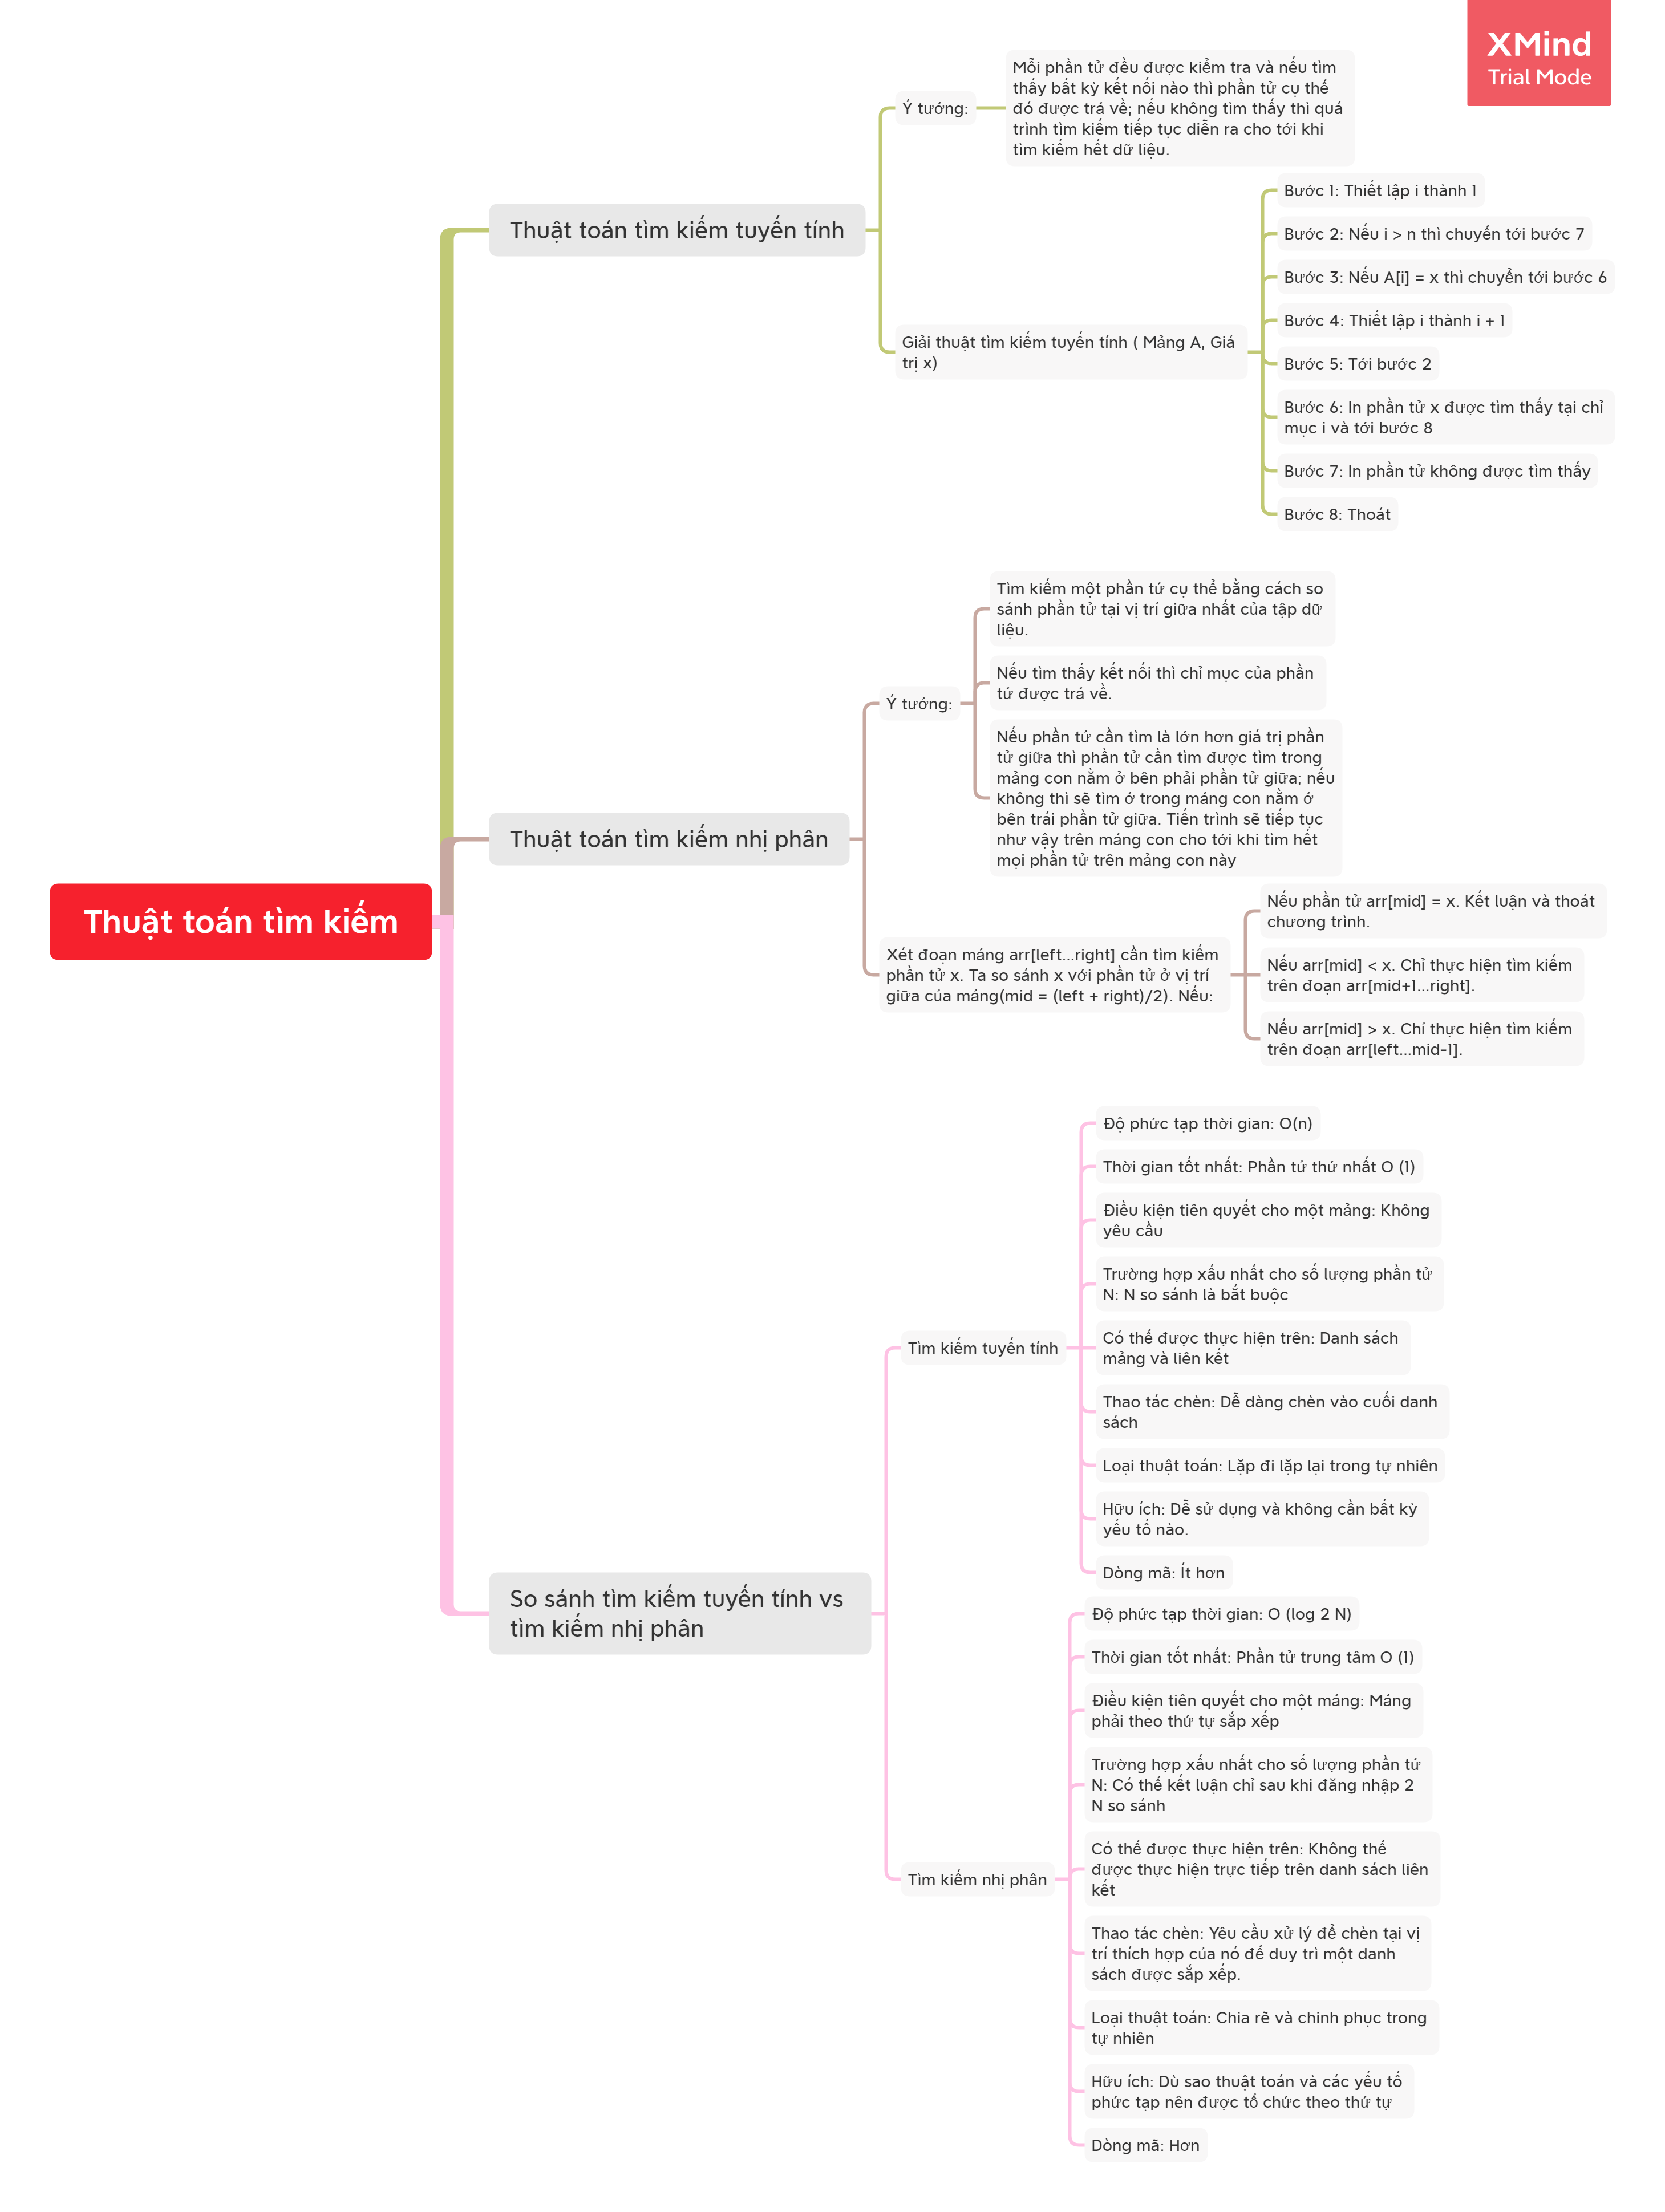 XMind
Trial Mode
Thuật toán tìm kiếm
Thuật toán tìm kiếm tuyến tính
Ý tưởng:
Mỗi phần tử đều được kiểm tra và nếu tìm
thấy bất kỳ kết nối nào thì phần tử cụ thể
đó được trả về; nếu không tìm thấy thì quá
trình tìm kiếm tiếp tục diễn ra cho tới khi
tìm kiếm hết dữ liệu.
Giải thuật tìm kiếm tuyến tính ( Mảng A, Giá
trị x)
Bước 1: Thiết lập i thành 1
Bước 2: Nếu i > n thì chuyển tới bước 7
Bước 3: Nếu A[i] = x thì chuyển tới bước 6
Bước 4: Thiết lập i thành i + 1
Bước 5: Tới bước 2
Bước 6: In phần tử x được tìm thấy tại chỉ
mục i và tới bước 8
Bước 7: In phần tử không được tìm thấy
Bước 8: Thoát
Thuật toán tìm kiếm nhị phân
Ý tưởng:
Tìm kiếm một phần tử cụ thể bằng cách so
sánh phần tử tại vị trí giữa nhất của tập dữ
liệu.
Nếu tìm thấy kết nối thì chỉ mục của phần
tử được trả về.
Nếu phần tử cần tìm là lớn hơn giá trị phần
tử giữa thì phần tử cần tìm được tìm trong
mảng con nằm ở bên phải phần tử giữa; nếu
không thì sẽ tìm ở trong mảng con nằm ở
bên trái phần tử giữa. Tiến trình sẽ tiếp tục
như vậy trên mảng con cho tới khi tìm hết
mọi phần tử trên mảng con này
Xét đoạn mảng arr[left...right] cần tìm kiếm
phần tử x. Ta so sánh x với phần tử ở vị trí
giữa của mảng(mid = (left + right)/2). Nếu:
Nếu phần tử arr[mid] = x. Kết luận và thoát
chương trình.
Nếu arr[mid] < x. Chỉ thực hiện tìm kiếm
trên đoạn arr[mid+1...right].
Nếu arr[mid] > x. Chỉ thực hiện tìm kiếm
trên đoạn arr[left...mid-1].
So sánh tìm kiếm tuyến tính vs
tìm kiếm nhị phân
Tìm kiếm tuyến tính
Độ phức tạp thời gian: O(n)
Thời gian tốt nhất: Phần tử thứ nhất O (1)
Điều kiện tiên quyết cho một mảng: Không
yêu cầu
Trường hợp xấu nhất cho số lượng phần tử
N: N so sánh là bắt buộc
Có thể được thực hiện trên: Danh sách
mảng và liên kết
Thao tác chèn: Dễ dàng chèn vào cuối danh
sách
Loại thuật toán: Lặp đi lặp lại trong tự nhiên
Hữu ích: Dễ sử dụng và không cần bất kỳ
yếu tố nào.
Dòng mã: Ít hơn
Tìm kiếm nhị phân
Độ phức tạp thời gian: O (log 2 N)
Thời gian tốt nhất: Phần tử trung tâm O (1)
Điều kiện tiên quyết cho một mảng: Mảng
phải theo thứ tự sắp xếp
Trường hợp xấu nhất cho số lượng phần tử
N: Có thể kết luận chỉ sau khi đăng nhập 2
N so sánh
Có thể được thực hiện trên: Không thể
được thực hiện trực tiếp trên danh sách liên
kết
Thao tác chèn: Yêu cầu xử lý để chèn tại vị
trí thích hợp của nó để duy trì một danh
sách được sắp xếp.
Loại thuật toán: Chia rẽ và chinh phục trong
tự nhiên
Hữu ích: Dù sao thuật toán và các yếu tố
phức tạp nên được tổ chức theo thứ tự
Dòng mã: Hơn